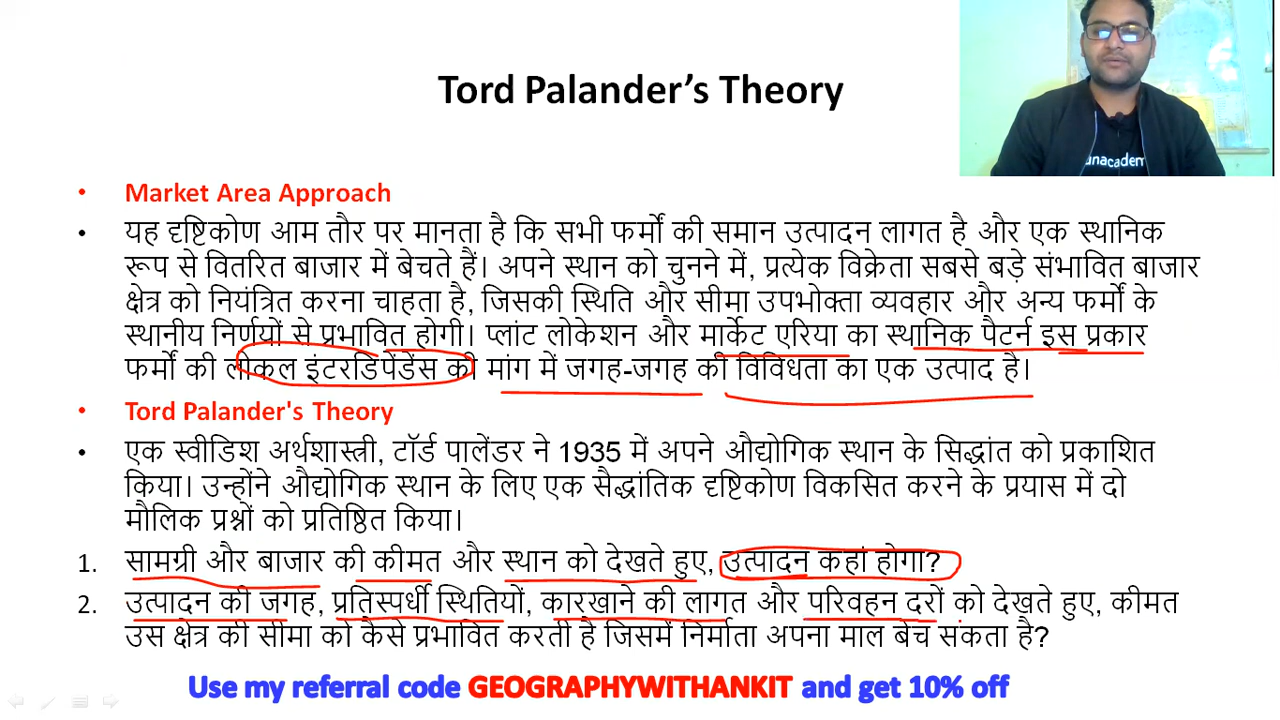 Tord Palander's Theory
unacadem
• Market Area Approach
• यह दृष्टिकोण आम तौर पर मानता है कि सभी फर्मों की समान उत्पादन लागत है और एक स्थानिक
रूप से वितरित बाजार में बेचते हैं। अपने स्थान को चुनने में, प्रत्येक विक्रेता सबसे बड़े संभावित बाजार
क्षेत्र को नियंत्रित करना चाहता है, जिसकी स्थिति और सीमा उपभोक्ता व्यवहार और अन्य फर्मों के
स्थानीय निर्णयों से प्रभावित होगी। प्लांट लोकेशन और मार्केट एरिया का स्थानिक पैटर्न इस प्रकार
फर्मों की लोकल इंटरडिपेंडेंस की मांग में जगह-जगह की विविधता का एक उत्पाद है।
• Tord Palander's Theory
• एक स्वीडिश अर्थशास्त्री, टॉर्ड पालेंडर ने 1935 में अपने औद्योगिक स्थान के सिद्धांत को प्रकाशित
किया। उन्होंने औद्योगिक स्थान के लिए एक सैद्धांतिक दृष्टिकोण विकसित करने के प्रयास में दो
मौलिक प्रश्नों को प्रतिष्ठित किया।
1. सामग्री और बाजार की कीमत और स्थान को देखते हुए, उत्पादन कहां होगा?
2. उत्पादन की जगह, प्रतिस्पर्धी स्थितियों, कारखाने की लागत और परिवहन दरों को देखते हुए, कीमत
उस क्षेत्र की सीमा को कैसे प्रभावित करती है जिसमें निर्माता अपना माल बेच सकता है?
Use my referral code GEOGRAPHYWITHANKIT and get 10% off